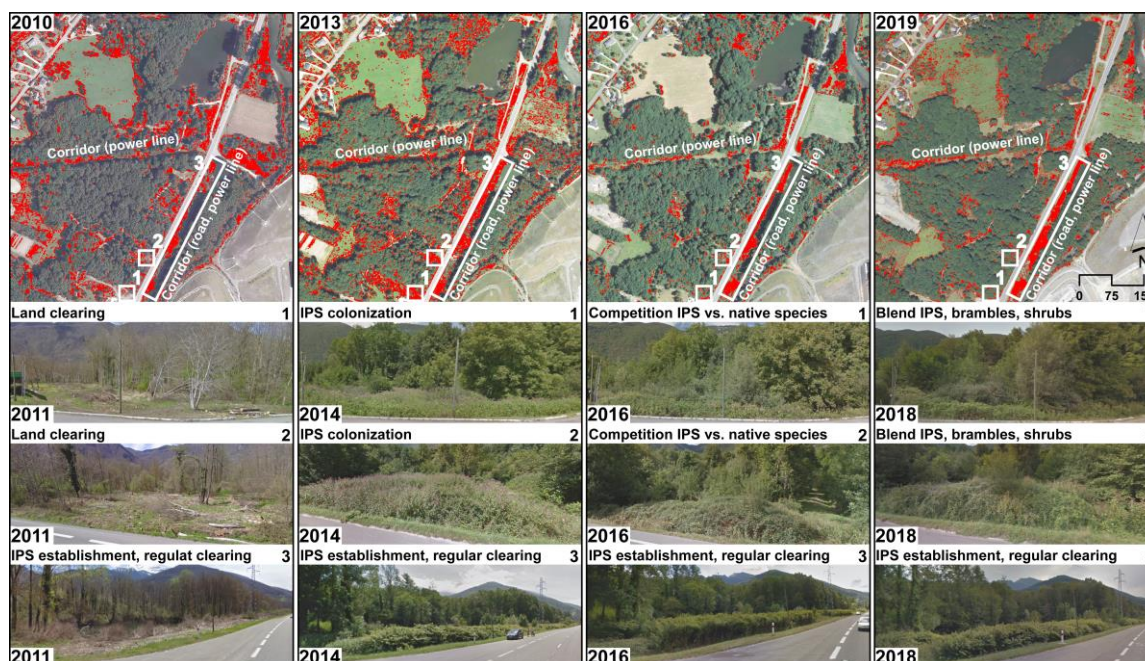 2010
2013
2016
2019
Corridor (power line)
3
Corridor (road, power line)
2
1
Corridor (power line)
3
Corridor (road, power line)
2
1
Corridor (power line)
3
Corridor (road, power line)
2
1
Corridor (power line)
3
Corridor (road, power line)
2
1
N
0 75 15
Land clearing 1
IPS colonization 1
Competition IPS vs. native species 1
Blend IPS, brambles, shrubs
2011
2014
2016
2018
Land clearing 2
IPS colonization 2
Competition IPS vs. native species 2
Blend IPS, brambles, shrubs
2011
2014
2016
2018
IPS establishment, regulat clearing 3
IPS establishment, regular clearing 3
IPS establishment, regular clearing 3
IPS establishment, regular clearing
2011
2014
2016
2018